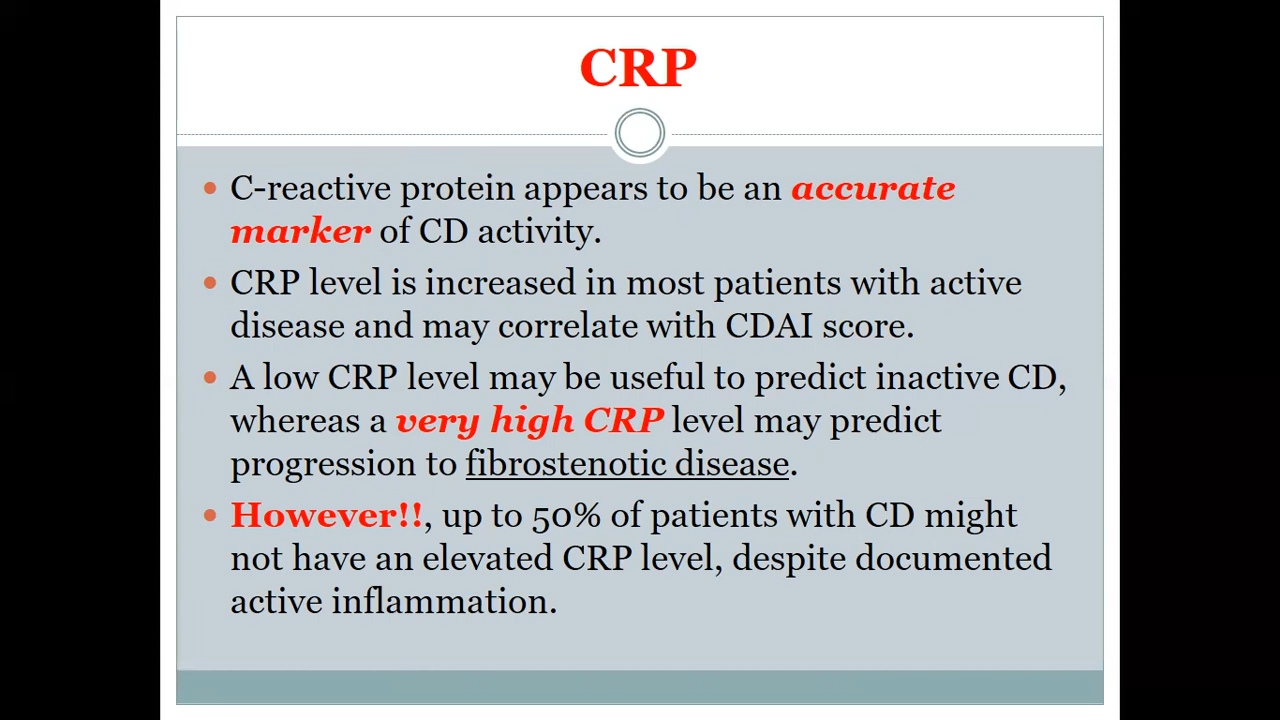 CRP
C-reactive protein appears to be an accurate
marker of CD activity.
CRP level is increased in most patients with active
disease and may correlate with CDAI score.
A low CRP level may be useful to predict inactive CD,
whereas a very high CRP level may predict
progression to fibrostenotic disease.
However!!, up to 50% of patients with CD might
not have an elevated CRP level, despite documented
active inflammation.